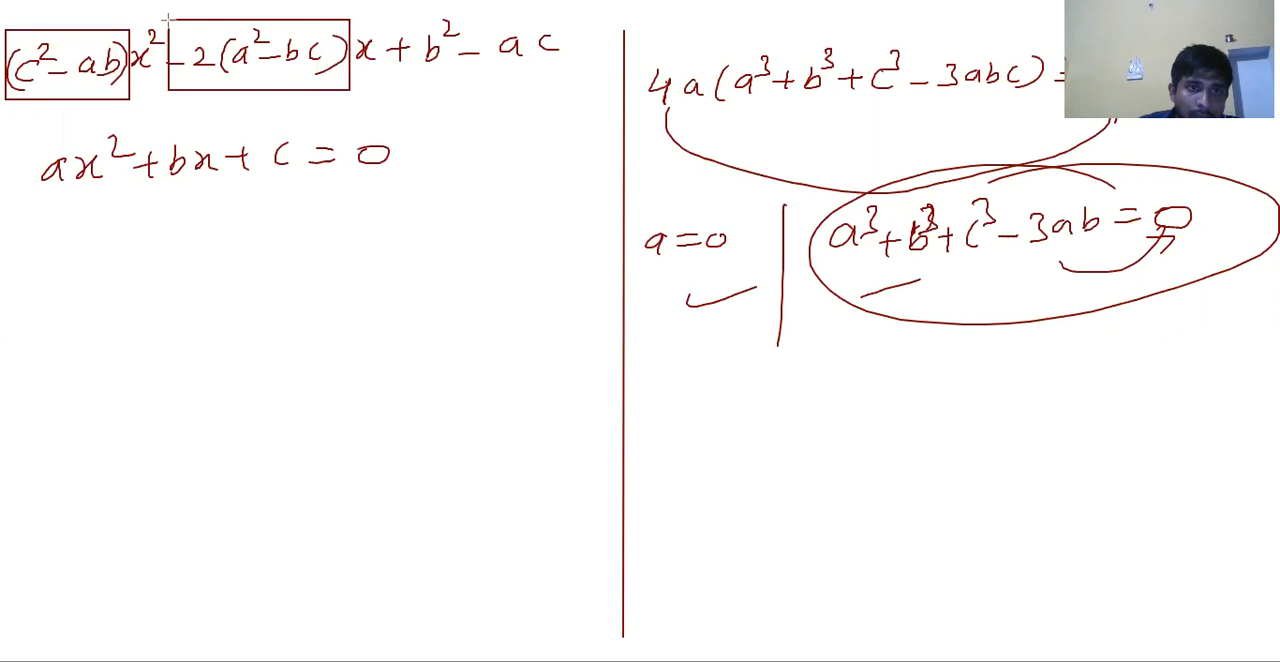 (c²-ab)x²-2(a²-bc)x+b²-ac
ax²+bx+c=0
4a(a³+b³+c³-3abc)=
a=0
a³+b³+c³-3ab=0